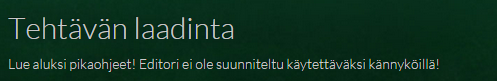 Tehtävän laadinta
Lue aluksi pikaohjeet! Editori ei ole suunniteltu käytettäväksi kännyköillä!